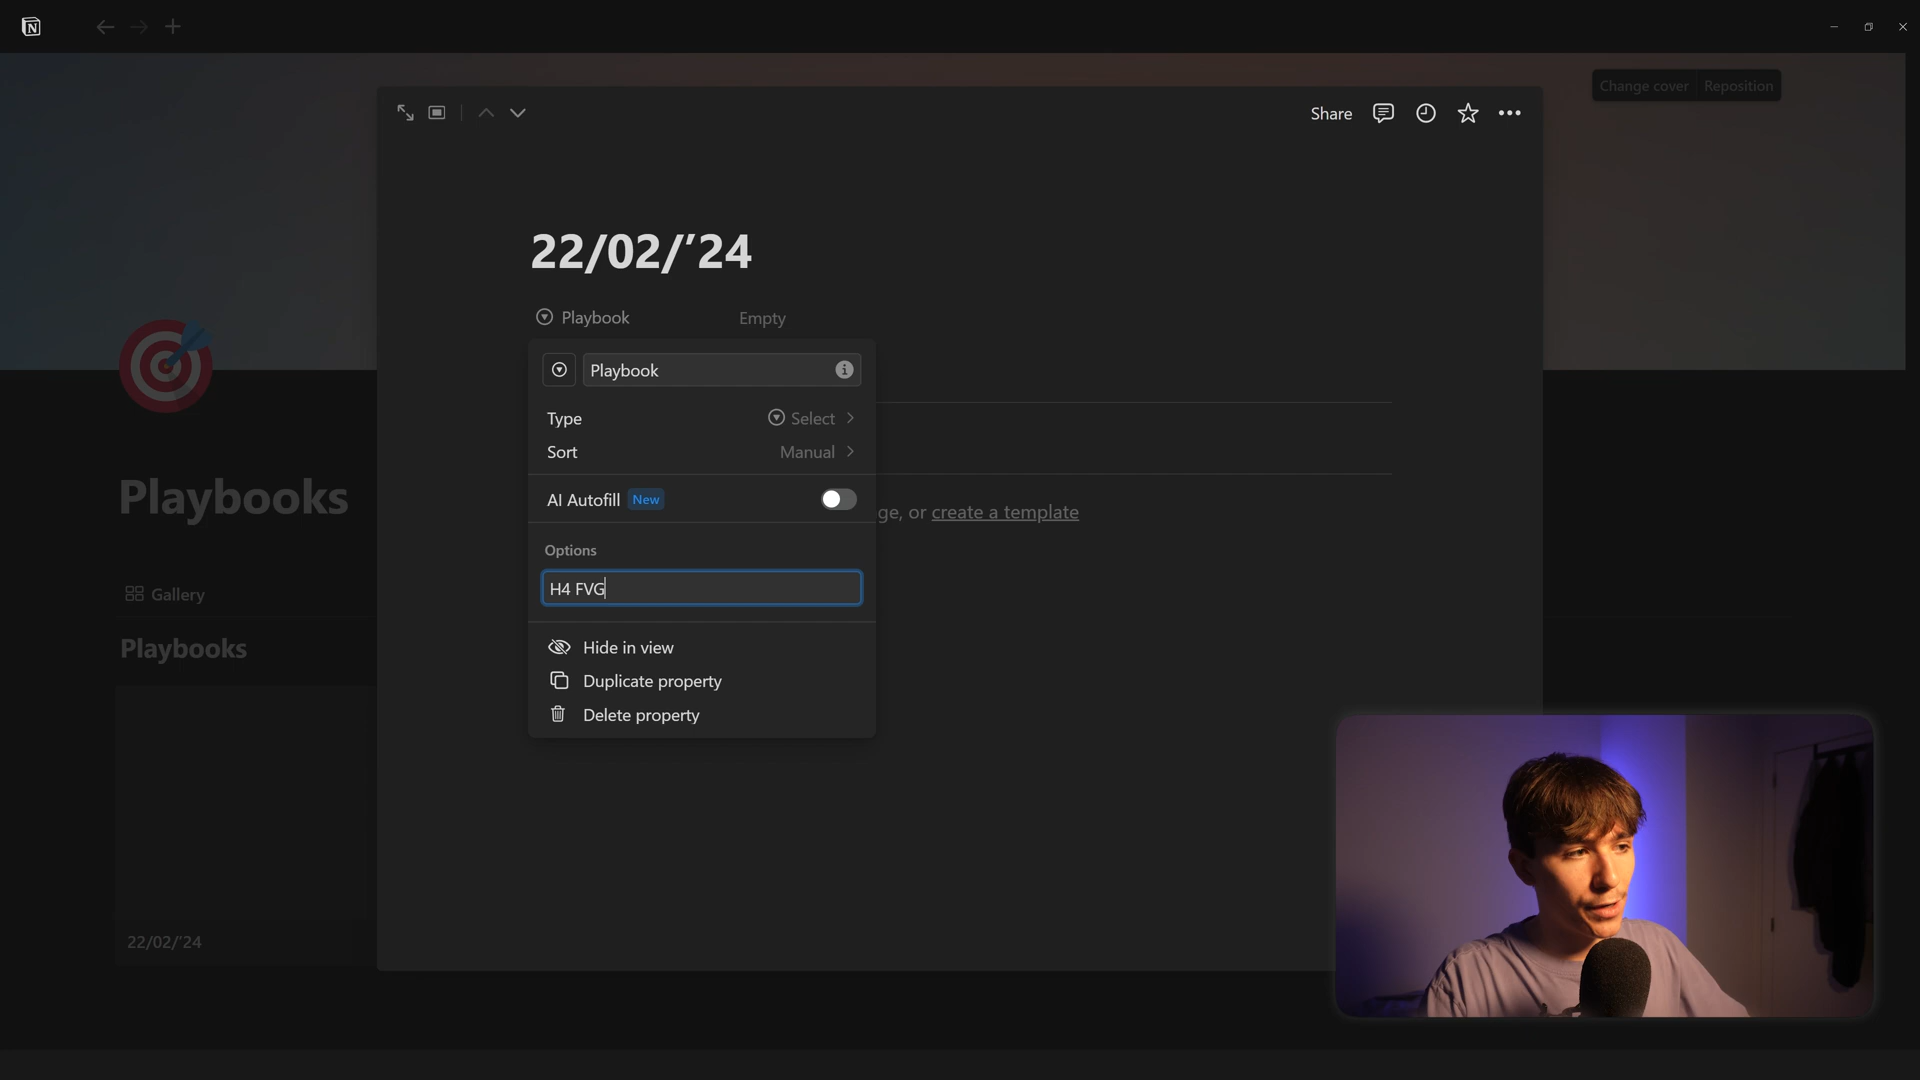 Change cover Reposition
Share
22/02/’24
Playbook Empty
Playbook
Type Select
Sort Manual
AI Autofill New
ge, or create a template
Options
H4 FVG
Hide in view
Duplicate property
Delete property
Playbooks
Gallery
Playbooks
22/02/’24